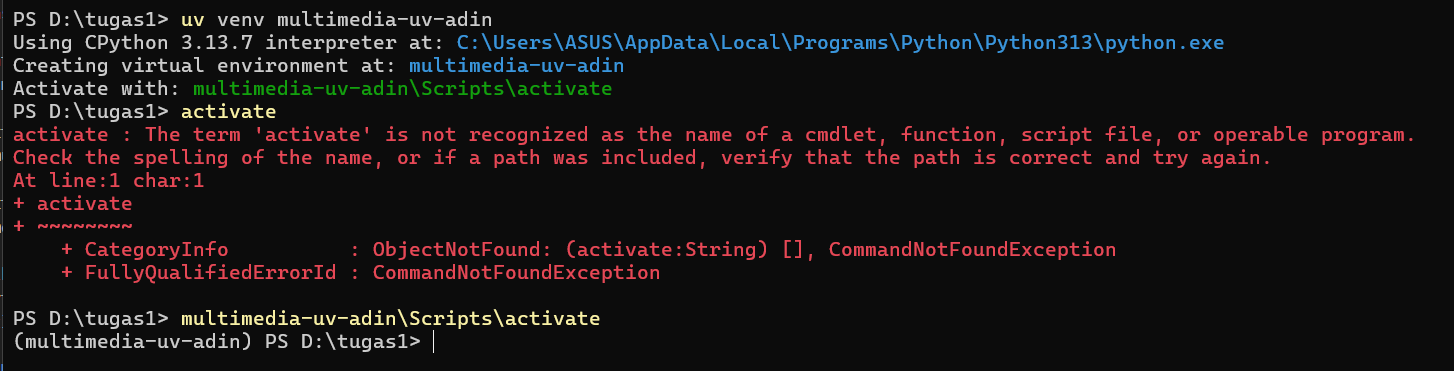 PS D:\tugas1> uv venv multimedia-uv-adin
Using CPython 3.13.7 interpreter at: C:\Users\ASUS\AppData\Local\Programs\Python\Python313\python.exe
Creating virtual environment at: multimedia-uv-adin
Activate with: multimedia-uv-adin\Scripts\activate
PS D:\tugas1> activate
activate : The term 'activate' is not recognized as the name of a cmdlet, function, script file, or operable program.
Check the spelling of the name, or if a path was included, verify that the path is correct and try again.
At line:1 char:1
+ activate
+ ~~~~~~~~
    + CategoryInfo          : ObjectNotFound: (activate:String) [], CommandNotFoundException
    + FullyQualifiedErrorId : CommandNotFoundException

PS D:\tugas1> multimedia-uv-adin\Scripts\activate
(multimedia-uv-adin) PS D:\tugas1>